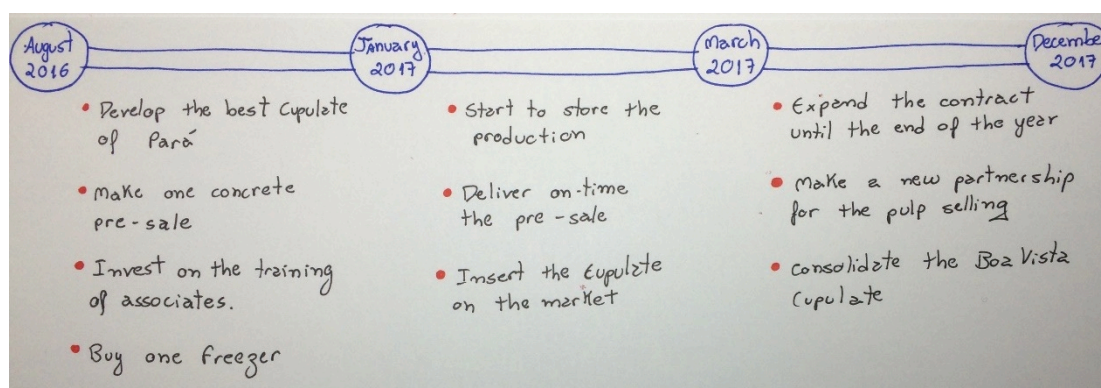 August
2016
January
2017
March
2017
December
2017
• Develop the best Cupulate
of Pará
• Make one concrete
pre-sale
• Invest on the training
of associates.
• Buy one freezer
• Start to store the
production
• Deliver on-time
the pre-sale
• Insert the Cupulate
on the market
• Expand the contract
until the end of the year
• Make a new partnership
for the pulp selling
• Consolidate the Boa Vista
Cupulate